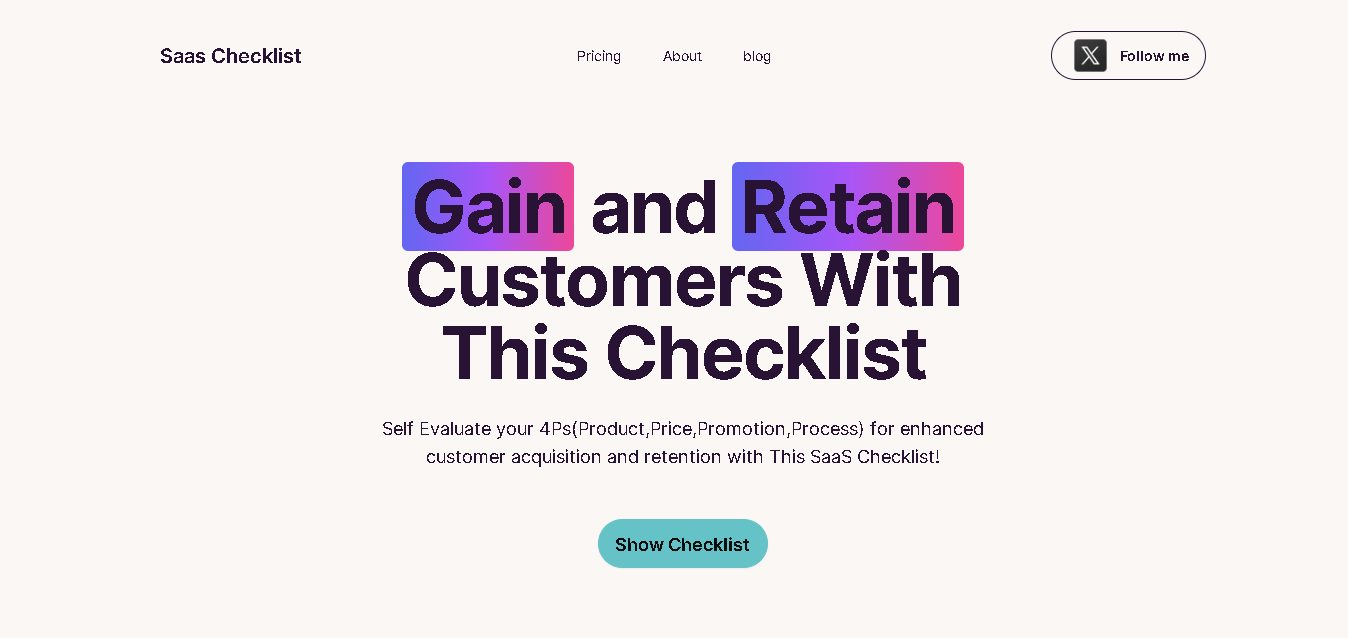 Saas Checklist
Pricing
About
blog
Follow me
Gain and Retain
Customers With
This Checklist
Self Evaluate your 4Ps(Product,Price,Promotion,Process) for enhanced
customer acquisition and retention with This SaaS Checklist!
Show Checklist